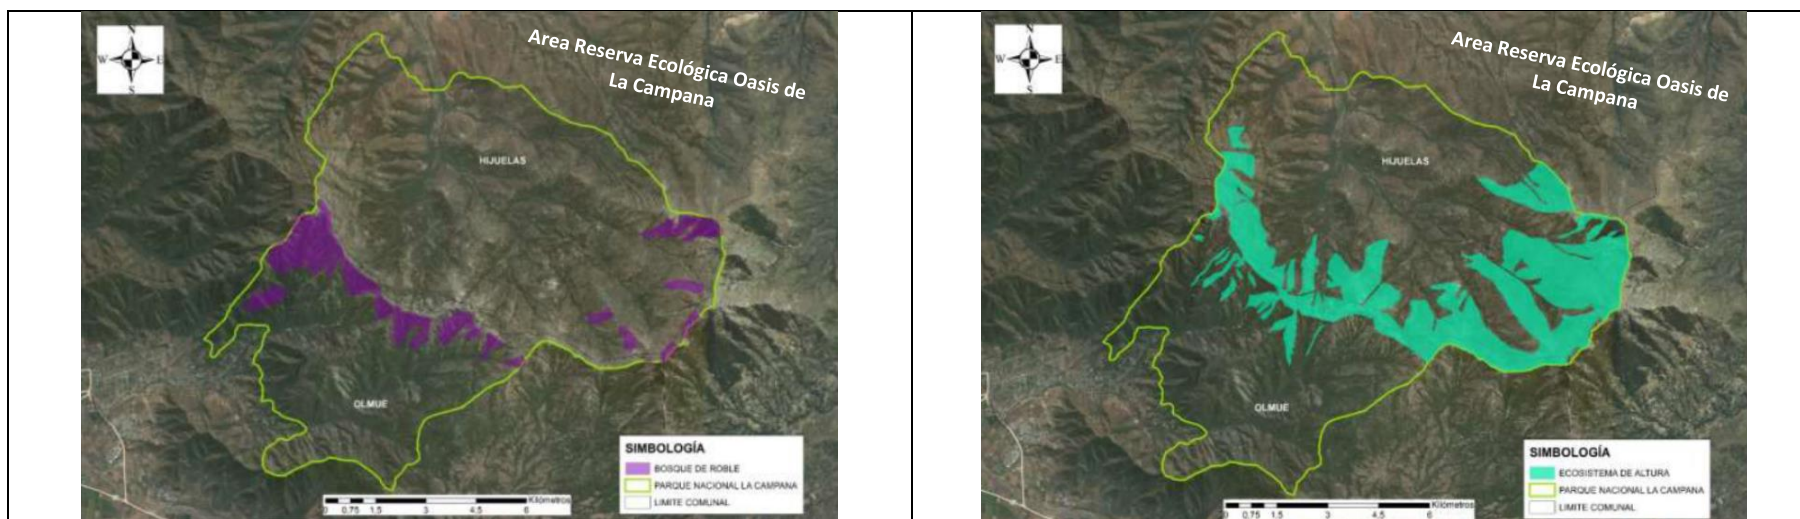 N
W E
S
Area Reserva Ecológica Oasis de
La Campana
HIJUELAS
OLMUE
SIMBOLOGÍA
BOSQUE DE ROBLE
PARQUE NACIONAL LA CAMPANA
LIMITE COMUNAL
Kilómetros
0 0.75 1.5 3 4.5 6
N
W E
S
Area Reserva Ecológica Oasis de
La Campana
HIJUELAS
OLMUE
SIMBOLOGÍA
ECOSISTEMA DE ALTURA
PARQUE NACIONAL LA CAMPANA
LIMITE COMUNAL
Kilómetros
0 0.75 1.5 3 4.5 6